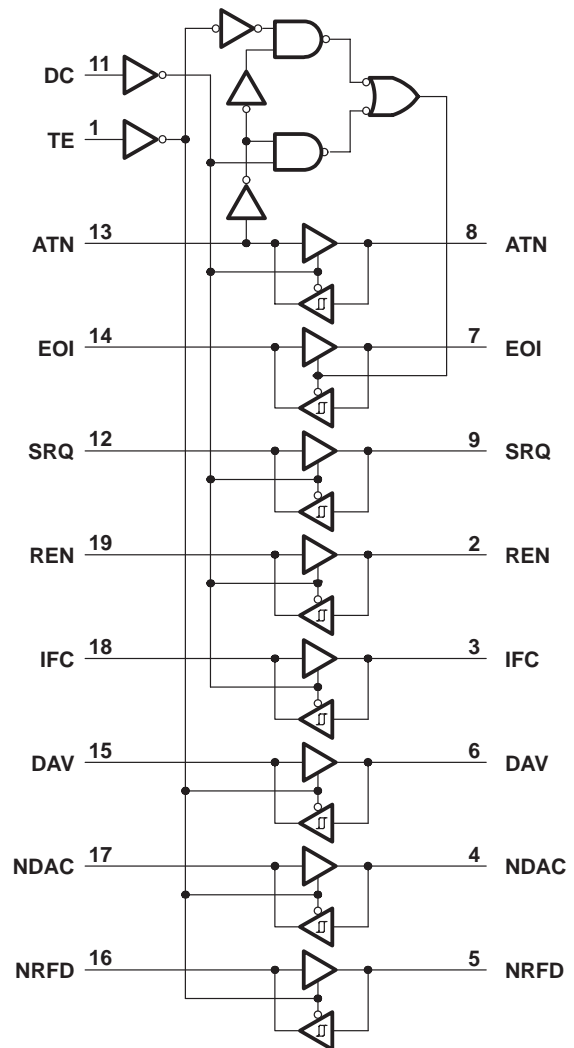 DC 11
TE 1
ATN 13 8 ATN
EOI 14 7 EOI
SRQ 12 9 SRQ
REN 19 2 REN
IFC 18 3 IFC
DAV 15 6 DAV
NDAC 17 4 NDAC
NRFD 16 5 NRFD